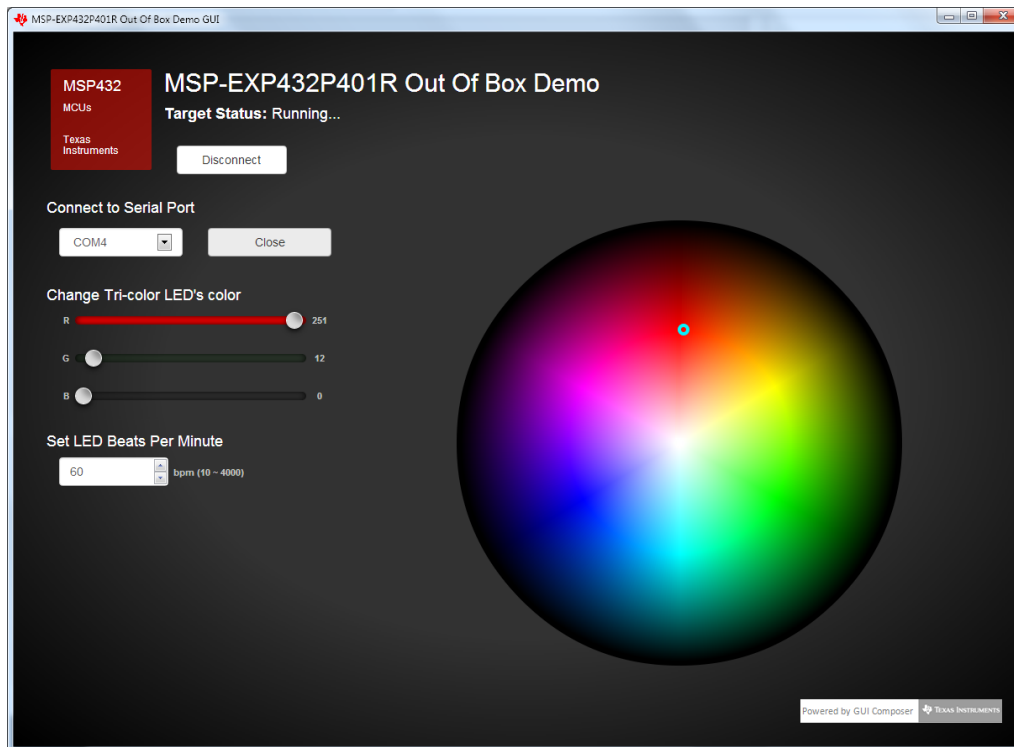 MSP-EXP432P401R Out Of Box Demo GUI
MSP432
MCUs
Texas
Instruments
MSP-EXP432P401R Out Of Box Demo
Target Status: Running...
Disconnect
Connect to Serial Port
COM4
Close
Change Tri-color LED's color
R 251
G 12
B 0
Set LED Beats Per Minute
60 bpm (10 ~ 4000)
Powered by GUI Composer
TEXAS INSTRUMENTS